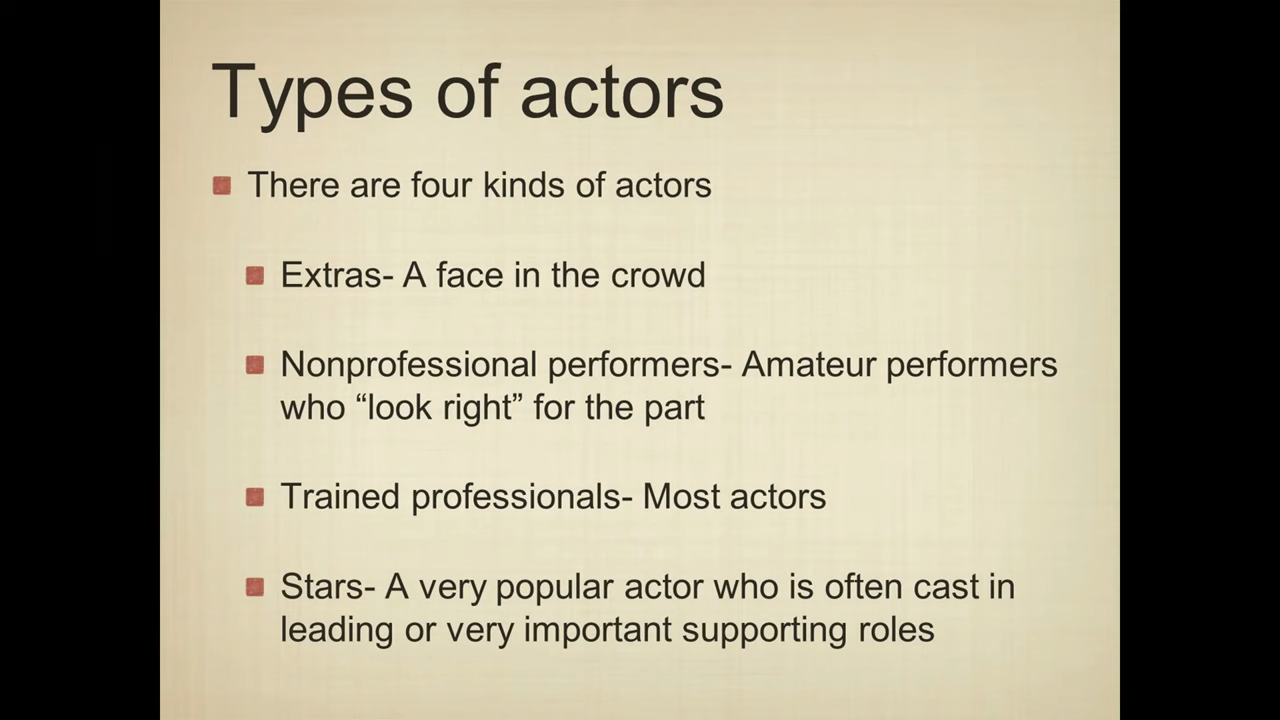 Types of actors
There are four kinds of actors
Extras- A face in the crowd
Nonprofessional performers- Amateur performers
who “look right” for the part
Trained professionals- Most actors
Stars- A very popular actor who is often cast in
leading or very important supporting roles